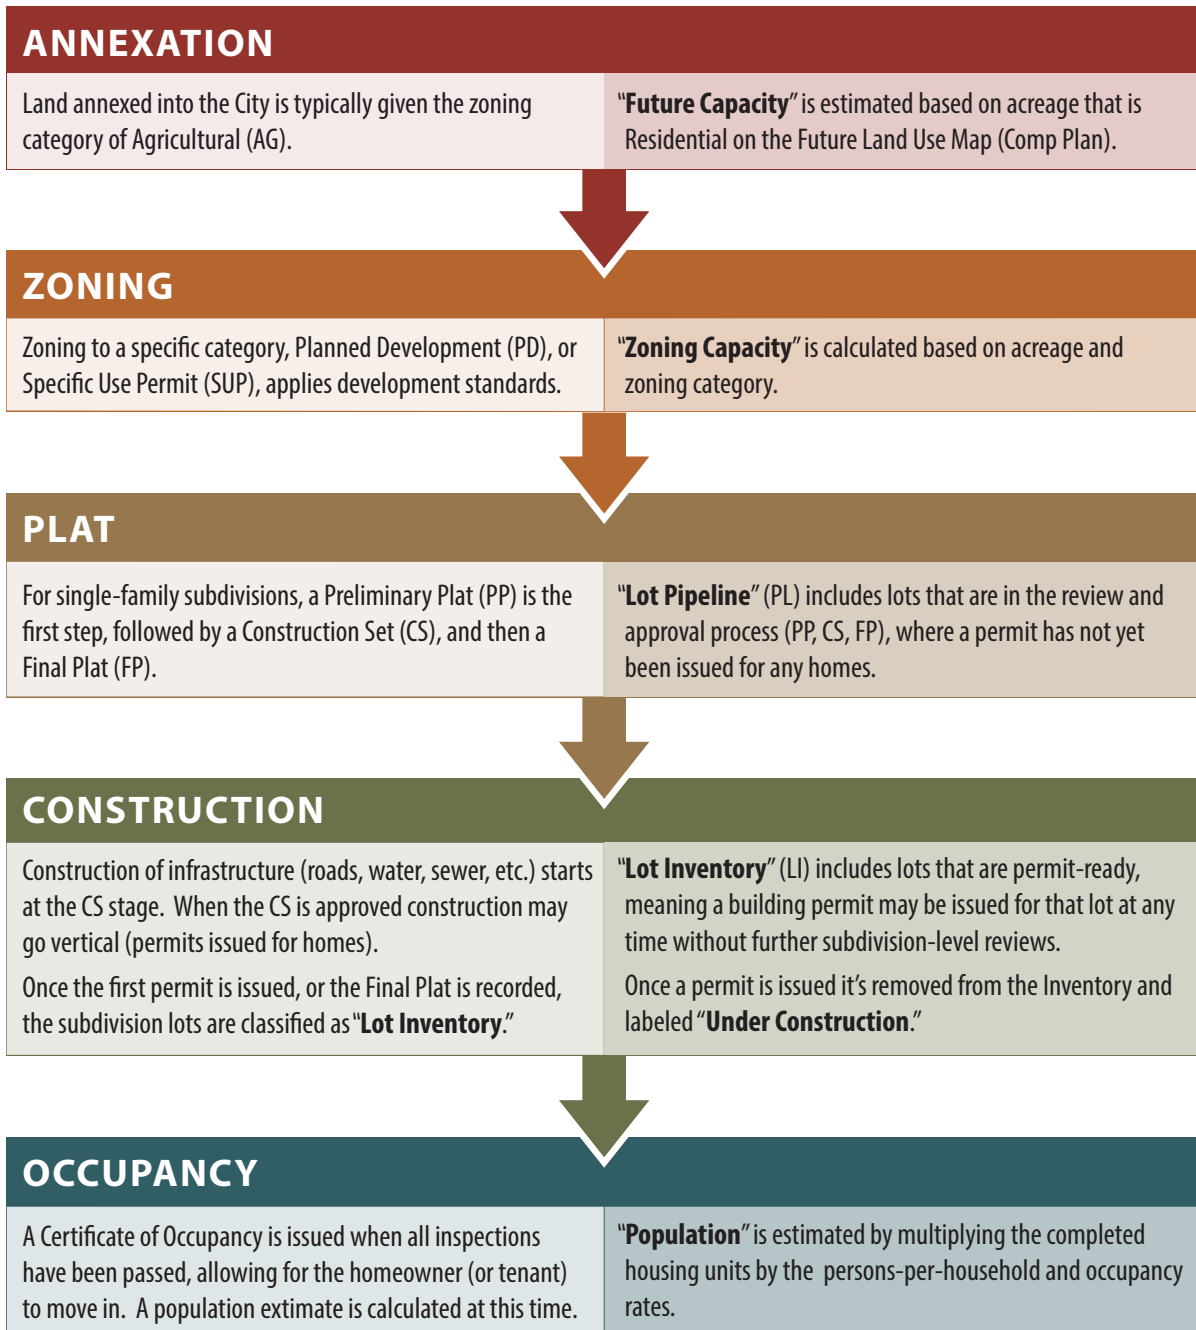 ANNEXATION
Land annexed into the City is typically given the zoning
category of Agricultural (AG).
“Future Capacity” is estimated based on acreage that is
Residential on the Future Land Use Map (Comp Plan).
ZONING
Zoning to a specific category, Planned Development (PD), or
Specific Use Permit (SUP), applies development standards.
“Zoning Capacity” is calculated based on acreage and
zoning category.
PLAT
For single-family subdivisions, a Preliminary Plat (PP) is the
first step, followed by a Construction Set (CS), and then a
Final Plat (FP).
“Lot Pipeline” (PL) includes lots that are in the review and
approval process (PP, CS, FP), where a permit has not yet
been issued for any homes.
CONSTRUCTION
Construction of infrastructure (roads, water, sewer, etc.) starts
at the CS stage.  When the CS is approved construction may
go vertical (permits issued for homes).
Once the first permit is issued, or the Final Plat is recorded,
the subdivision lots are classified as “Lot Inventory.”
“Lot Inventory” (LI) includes lots that are permit-ready,
meaning a building permit may be issued for that lot at any
time without further subdivision-level reviews.
Once a permit is issued it’s removed from the Inventory and
labeled “Under Construction.”
OCCUPANCY
A Certificate of Occupancy is issued when all inspections
have been passed, allowing for the homeowner (or tenant)
to move in.  A population extimate is calculated at this time.
“Population” is estimated by multiplying the completed
housing units by the  persons-per-household and occupancy
rates.